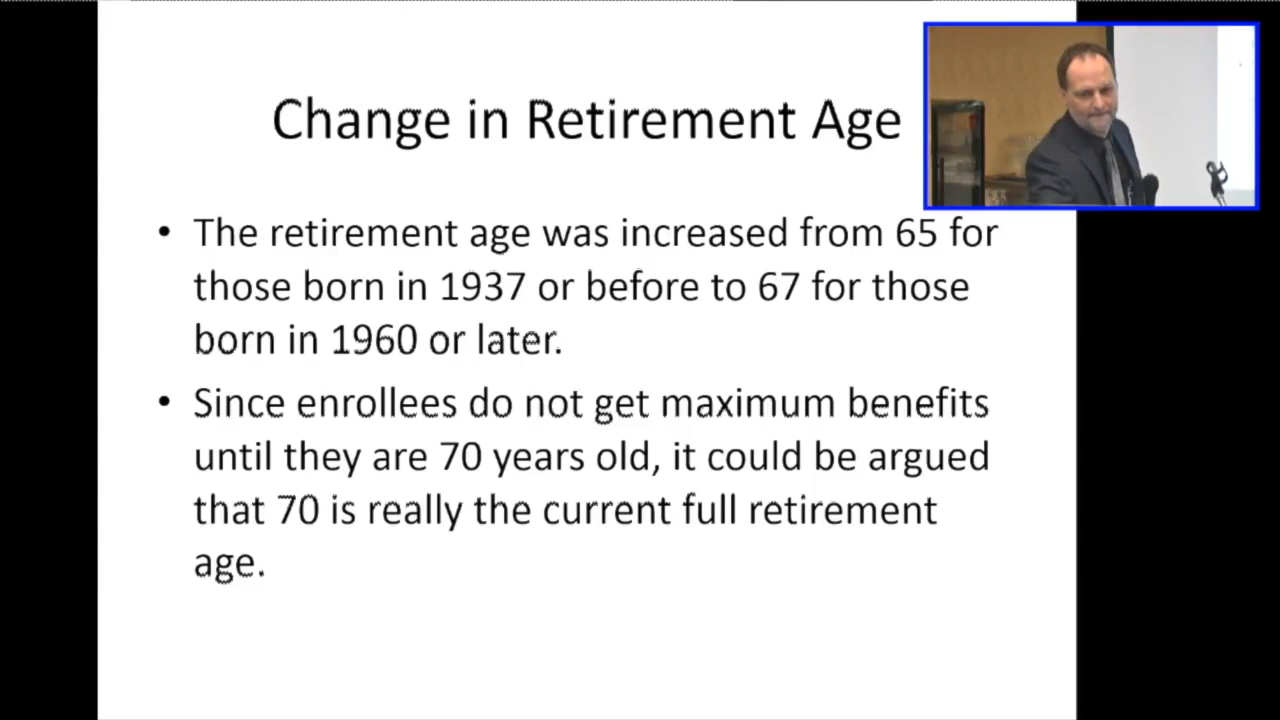 Change in Retirement Age
• The retirement age was increased from 65 for
those born in 1937 or before to 67 for those
born in 1960 or later.
• Since enrollees do not get maximum benefits
until they are 70 years old, it could be argued
that 70 is really the current full retirement
age.